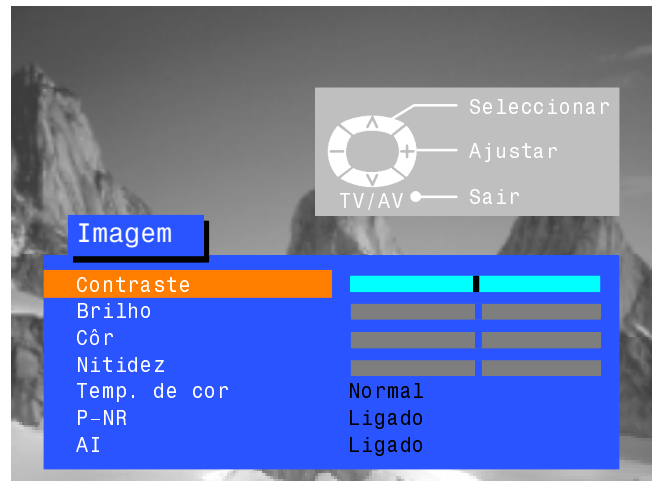 Seleccionar
Ajustar
TV/AV Sair
Imagem
Contraste
Brilho
Côr
Nitidez
Temp. de cor Normal
P-NR Ligado
AI Ligado